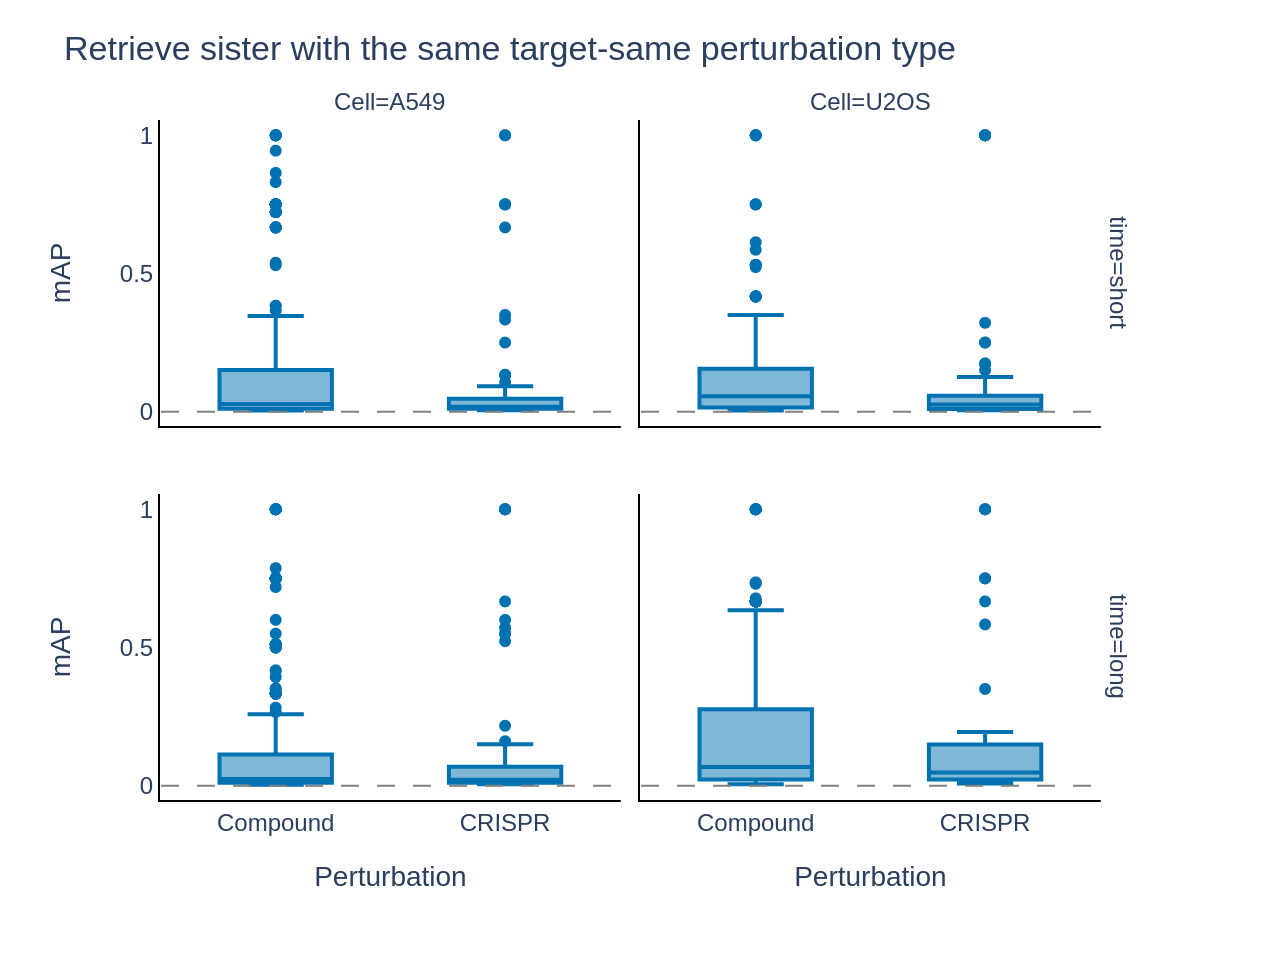 Retrieve sister with the same target-same perturbation type
Cell=A549
Cell=U2OS
1
0.5
0
mAP
time=short
1
0.5
0
mAP
time=long
Compound
CRISPR
Compound
CRISPR
Perturbation
Perturbation